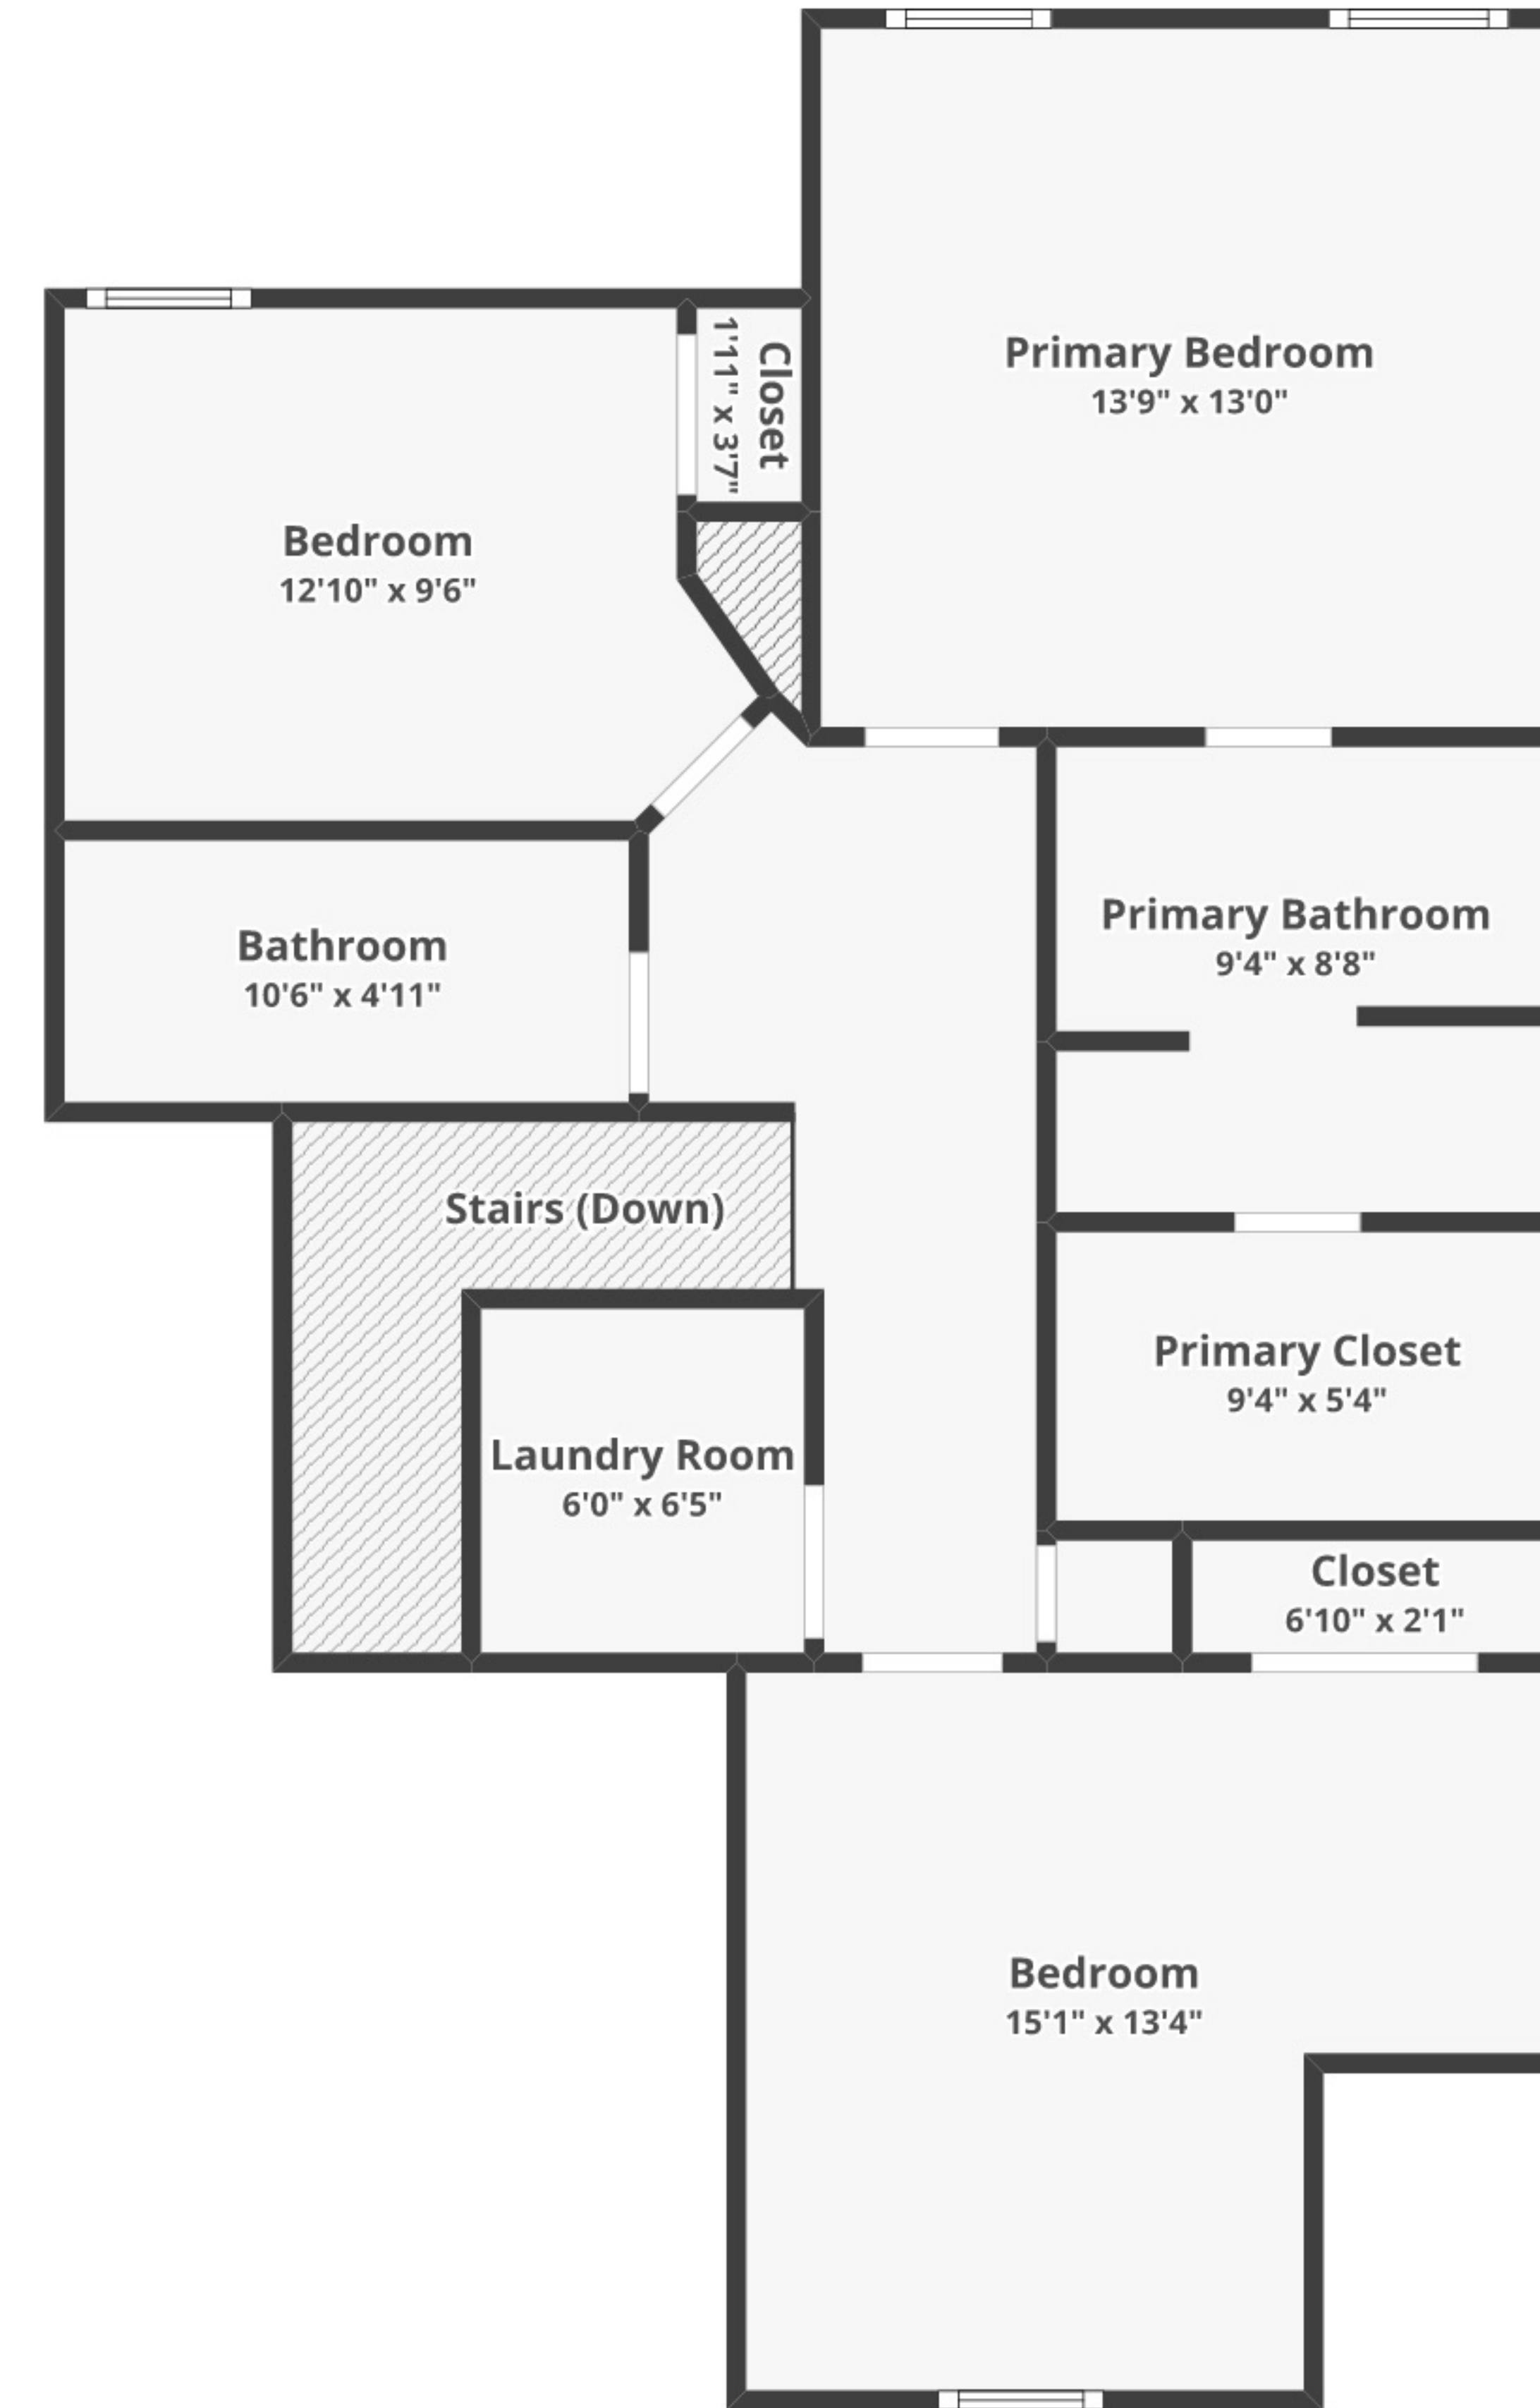 Primary Bedroom
13'9" x 13'0"
Closet
1'11" x 3'7"
Bedroom
12'10" x 9'6"
Primary Bathroom
9'4" x 8'8"
Bathroom
10'6" x 4'11"
Stairs (Down)
Primary Closet
9'4" x 5'4"
Laundry Room
6'0" x 6'5"
Closet
6'10" x 2'1"
Bedroom
15'1" x 13'4"